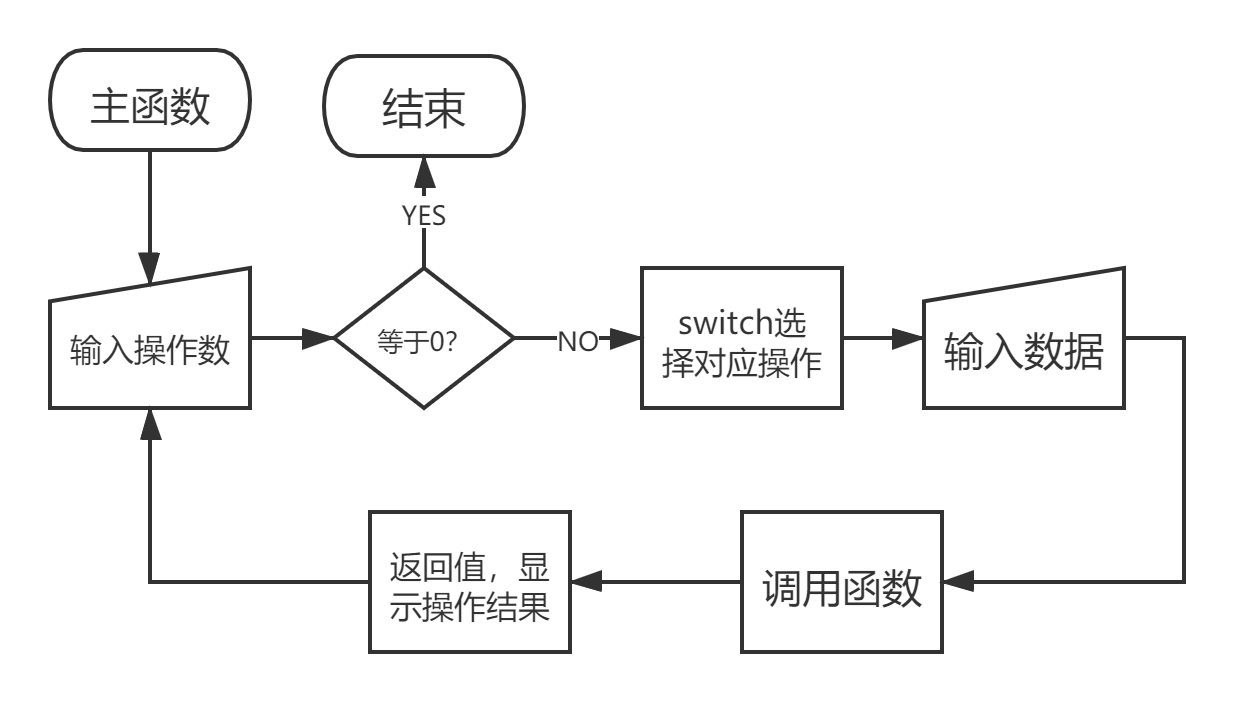 主函数
结束
YES
输入操作数
等于0?
NO
switch选
择对应操作
输入数据
返回值，显
示操作结果
调用函数